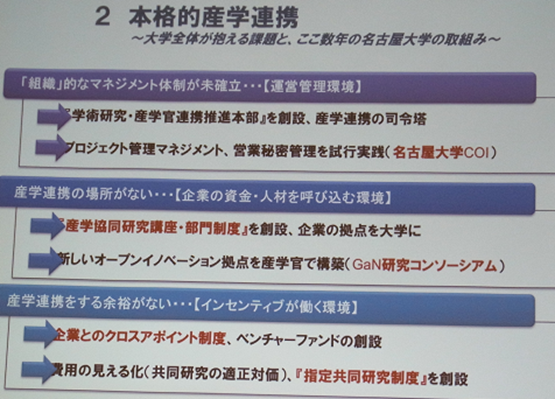 2 本格的産学連携
~大学全体が抱える課題と、ここ数年の名古屋大学の取組み~
「組織」的なマネジメント体制が未確立・・・【運営管理環境】
『学術研究・産学官連携推進本部』を創設、産学連携の司令塔
プロジェクト管理マネジメント、営業秘密管理を試行実践(名古屋大学COI)
産学連携の場所がない・・・【企業の資金・人材を呼び込む環境】
『産学協同研究講座・部門制度』を創設、企業の拠点を大学に
新しいオープンイノベーション拠点を産学官で構築(GaN研究コンソーシアム)
産学連携をする余裕がない・・・【インセンティブが働く環境】
企業とのクロスアポイント制度、ベンチャーファンドの創設
費用の見える化(共同研究の適正対価)、『指定共同研究制度』を創設